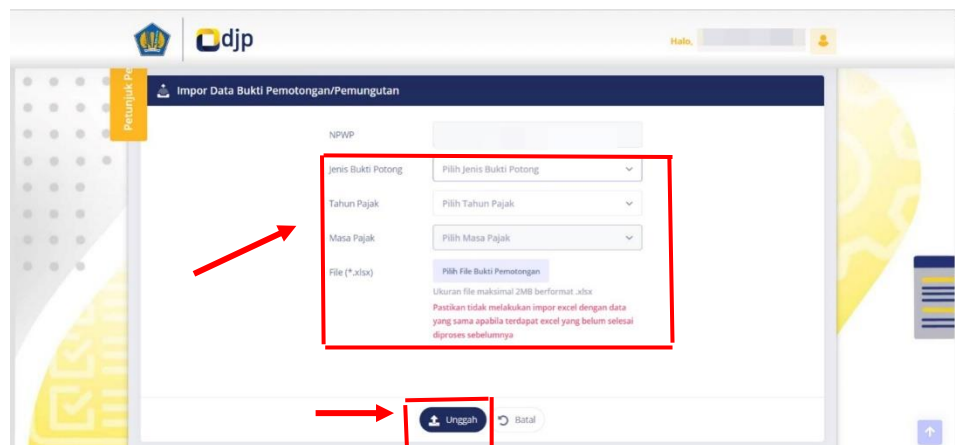 djp
Halo,
Petunjuk Pe
Impor Data Bukti Pemotongan/Pemungutan
NPWP
Jenis Bukti Potong
Pilih Jenis Bukti Potong
Tahun Pajak
Pilih Tahun Pajak
Masa Pajak
Pilih Masa Pajak
File (*.xlsx)
Pilih File Bukti Pemotongan
Ukuran file maksimal 2MB berformat .xlsx
Pastikan tidak melakukan impor excel dengan data
yang sama apabila terdapat excel yang belum selesai
diproses sebelumnya
Unggah
Batal